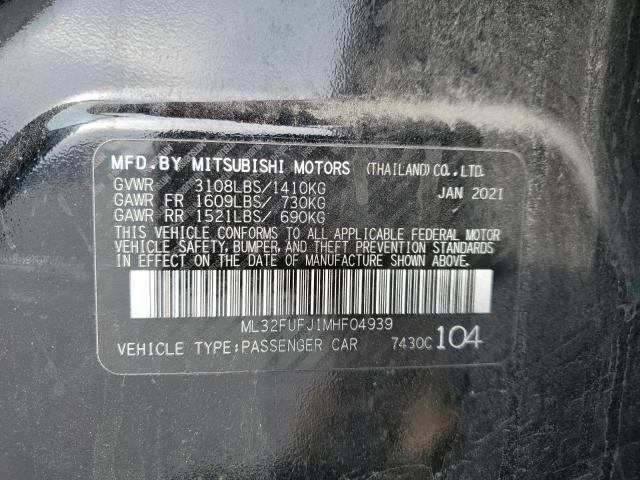 MFD.BY MITSUBISHI MOTORS (THAILAND)CO.,LTD.
GVWR 3108LBS/1410KG JAN 2021
GAWR FR 1609LBS/ 730KG
GAWR RR 1521LBS/ 690KG
THIS VEHICLE CONFORMS TO ALL APPLICABLE FEDERAL MOTOR
VEHICLE SAFETY, BUMPER, AND THEFT PREVENTION STANDARDS
IN EFFECT ON THE DATE OF MANUFACTURE SHOWN ABOVE.
ML32FUFJ1MHF04939
VEHICLE TYPE:PASSENGER CAR 7430C 104